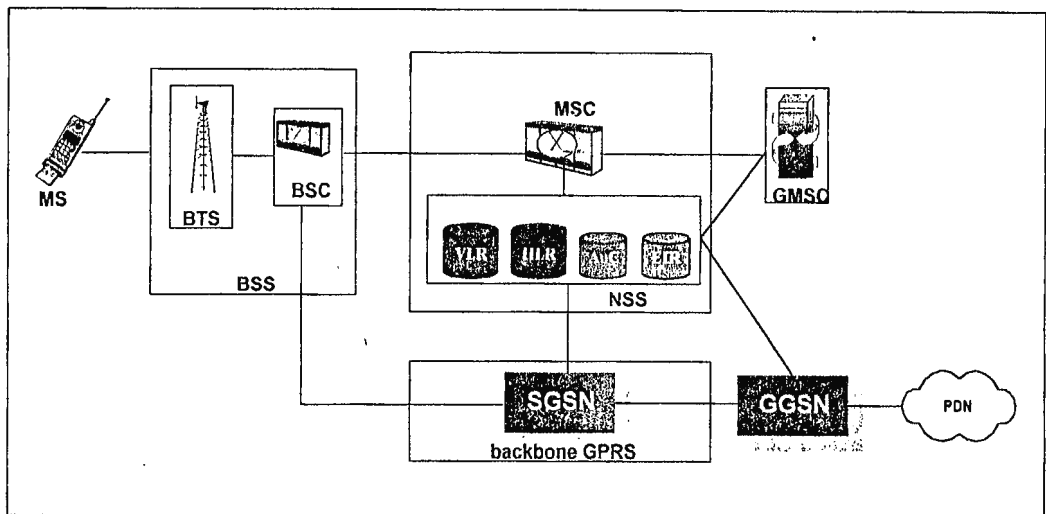 MSC
MS
BTS
BSC
GMSC
VLR
HLR
AuC
EIR
BSS
NSS
SGSN
GGSN
PDN
backbone GPRS